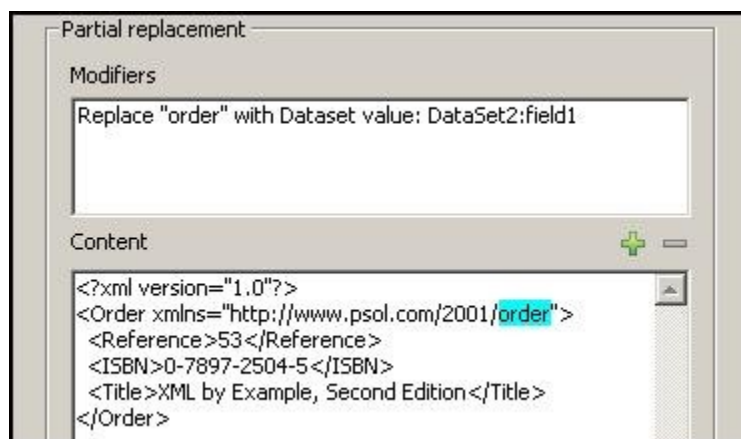 Partial replacement
Modifiers
Replace "order" with Dataset value: DataSet2:field1
Content
<?xml version="1.0"?>
<Order xmlns="http://www.psol.com/2001/order">
<Reference>53</Reference>
<ISBN>0-7897-2504-5</ISBN>
<Title>XML by Example, Second Edition</Title>
</Order>